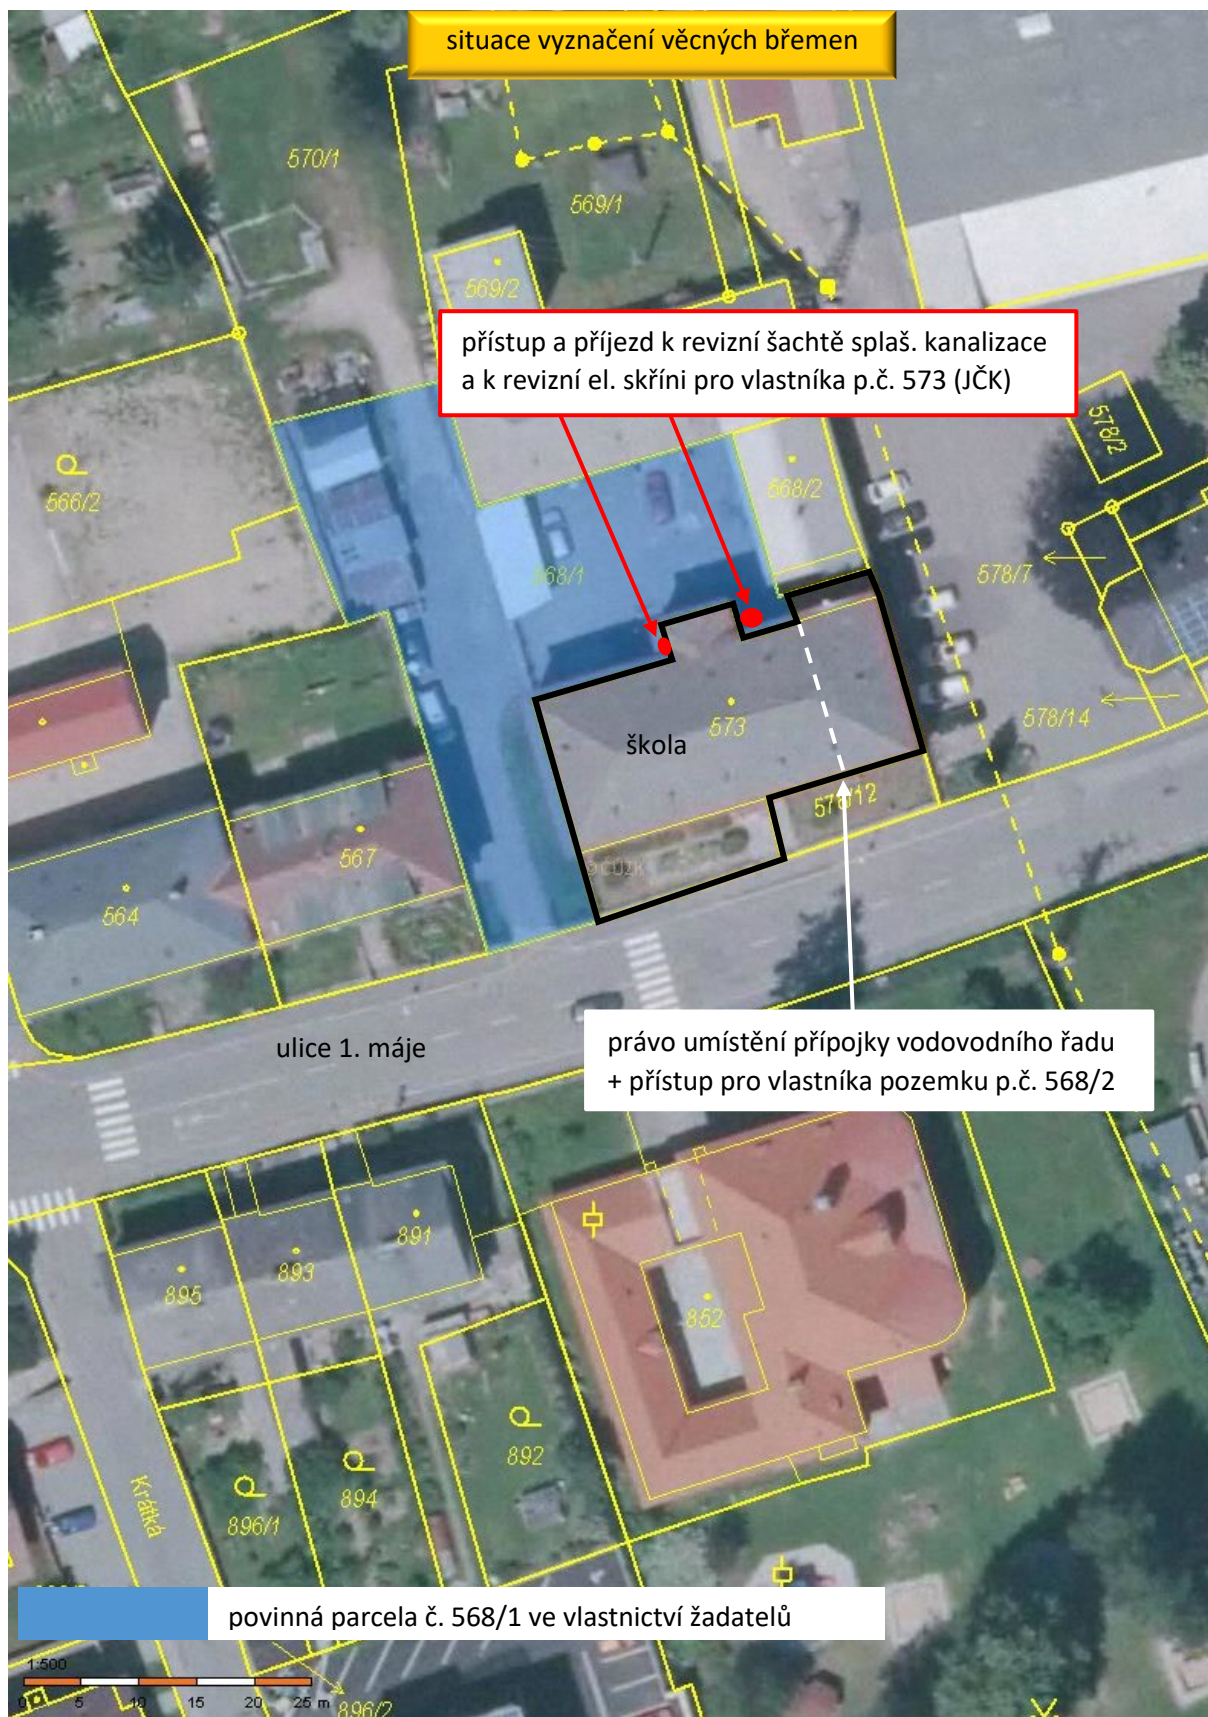 situace vyznačení věcných břemen
570/1
569/1
569/2
přístup a příjezd k revizní šachtě splaš. kanalizace
a k revizní el. skříni pro vlastníka p.č. 573 (JČK)
578/2
566/2
568/2
568/1
578/7
573
578/14
škola
576/12
567
© ČÚZK
564
ulice 1. máje
právo umístění přípojky vodovodního řadu
+ přístup pro vlastníka pozemku p.č. 568/2
891
893
895
852
892
894
896/1
Krátká
povinná parcela č. 568/1 ve vlastnictví žadatelů
1:500
0 5 10 15 20 25 m
896/2